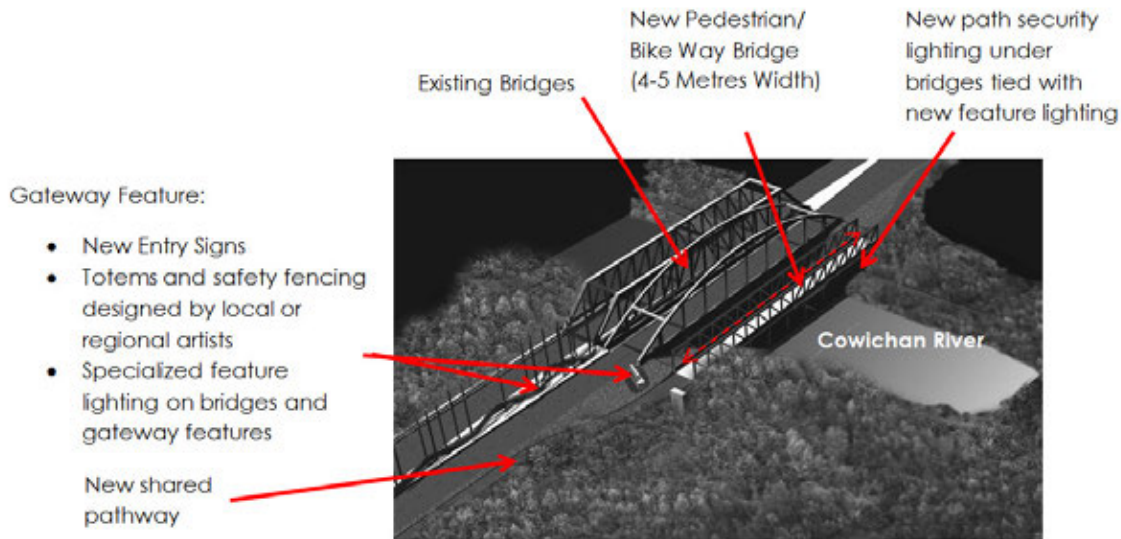 New Pedestrian/
Bike Way Bridge
(4-5 Metres Width)
New path security
lighting under
bridges tied with
new feature lighting
Existing Bridges
Gateway Feature:
• New Entry Signs
• Totems and safety fencing
designed by local or
regional artists
• Specialized feature
lighting on bridges and
gateway features
Cowichan River
New shared
pathway